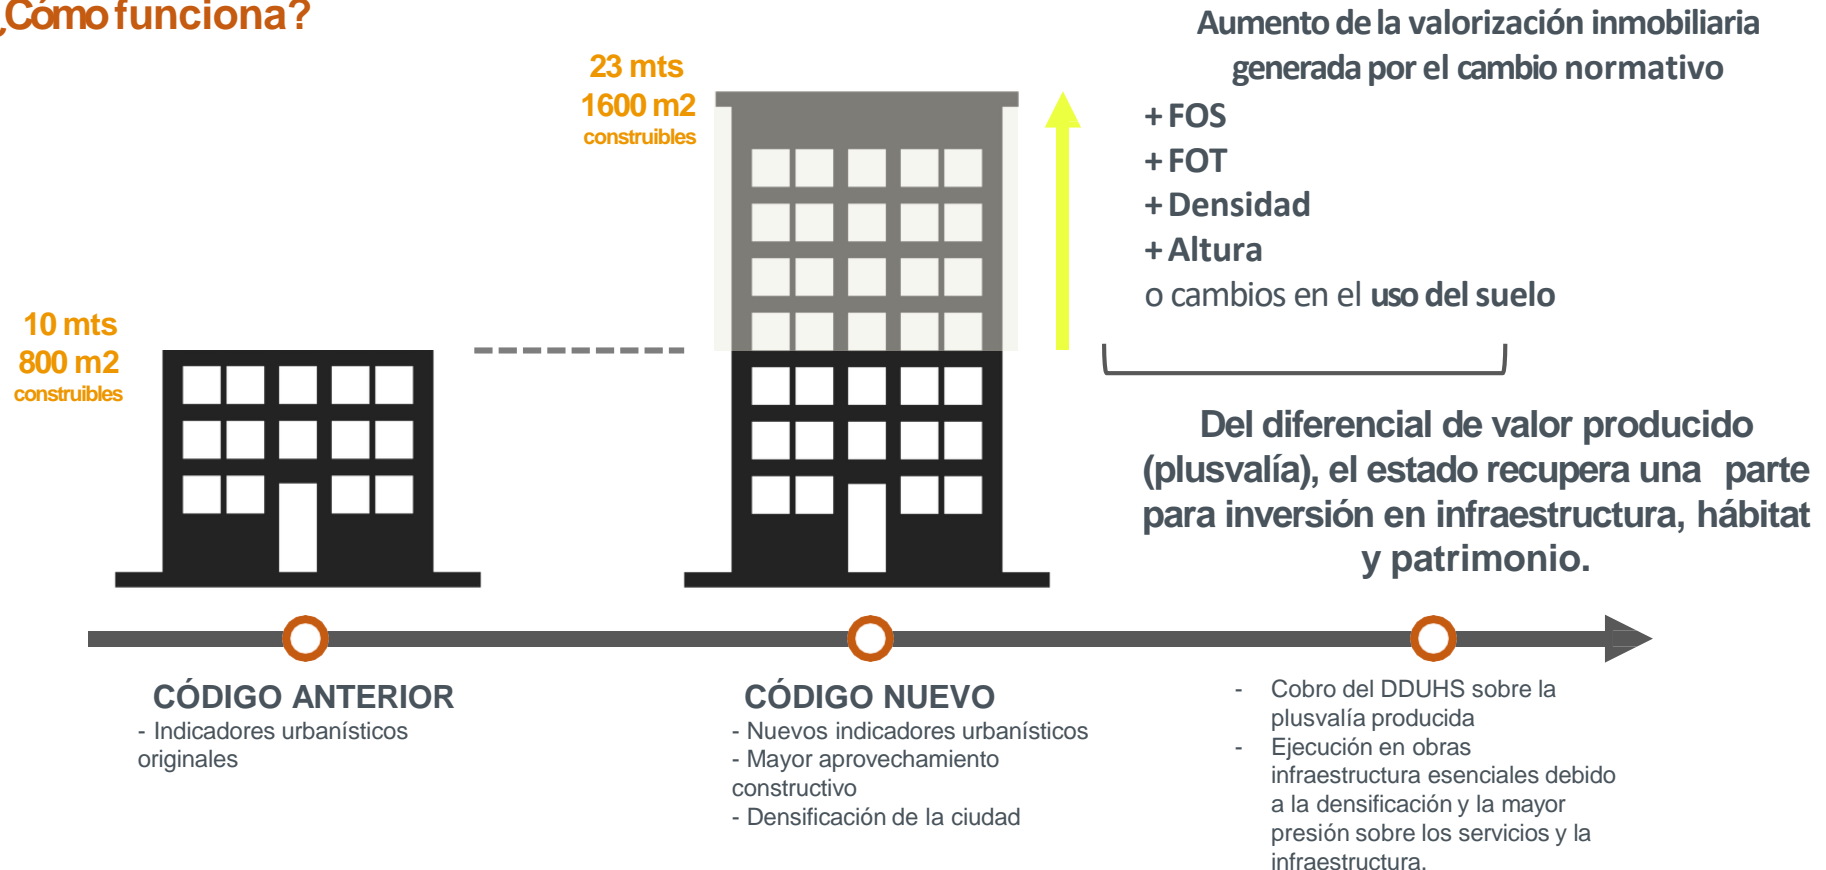 ¿Cómo funciona?
23 mts
1600 m2
construibles
10 mts
800 m2
construibles
Aumento de la valorización inmobiliaria
generada por el cambio normativo
+ FOS
+ FOT
+ Densidad
+ Altura
o cambios en el uso del suelo
Del diferencial de valor producido
(plusvalía), el estado recupera una parte
para inversión en infraestructura, hábitat
y patrimonio.
CÓDIGO ANTERIOR
- Indicadores urbanísticos
originales
CÓDIGO NUEVO
- Nuevos indicadores urbanísticos
- Mayor aprovechamiento
constructivo
- Densificación de la ciudad
- Cobro del DDUHS sobre la
plusvalía producida
- Ejecución en obras
infraestructura esenciales debido
a la densificación y la mayor
presión sobre los servicios y la
infraestructura.